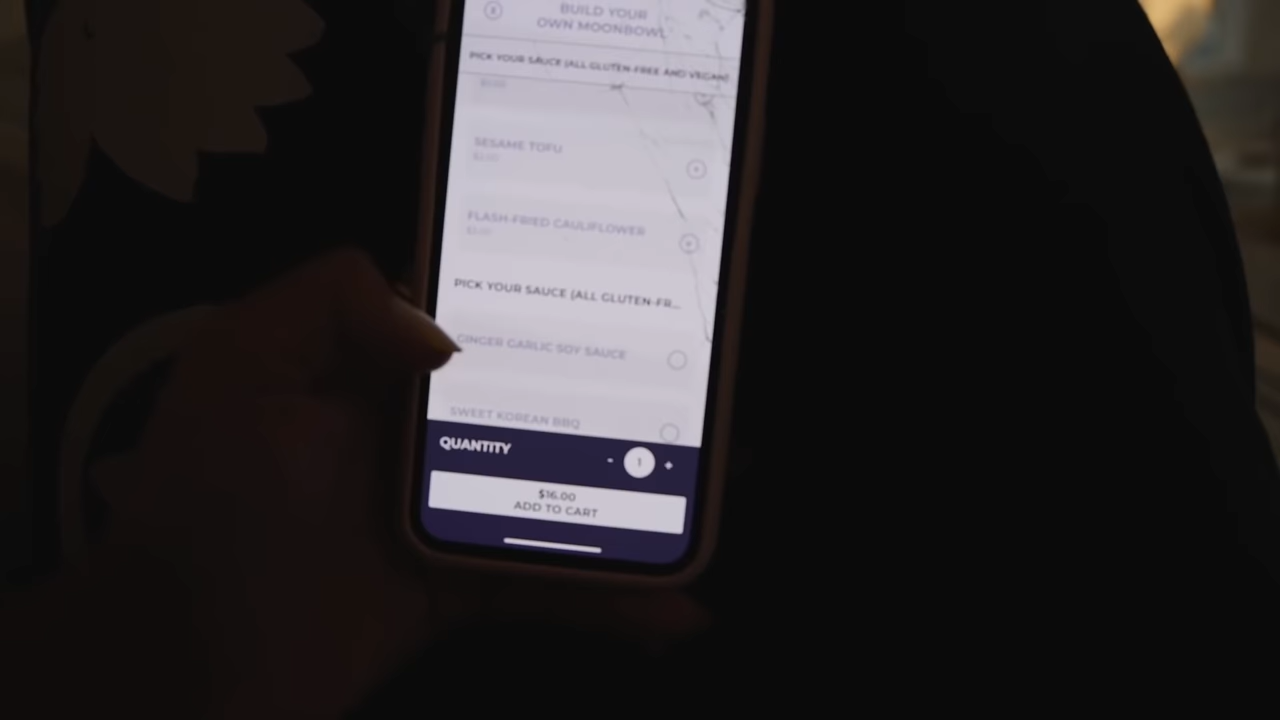 BUILD YOUR
OWN MOONBOWL
PICK YOUR SAUCE (ALL GLUTEN-FREE AND VEGAN)
SESAME TOFU
FLASH-FRIED CAULIFLOWER
PICK YOUR SAUCE (ALL GLUTEN-FR...
GINGER GARLIC SOY SAUCE
SWEET KOREAN BBQ
QUANTITY
- 1 +
$16.00
ADD TO CART